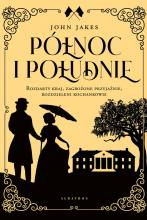 JOHN JAKES
PÓŁNOC
I POŁUDNIE
ROZDARTY KRAJ, ZAGROŻONE PRZYJAŹNIE,
ROZDZIELENI KOCHANKOWIE
ALBATROS